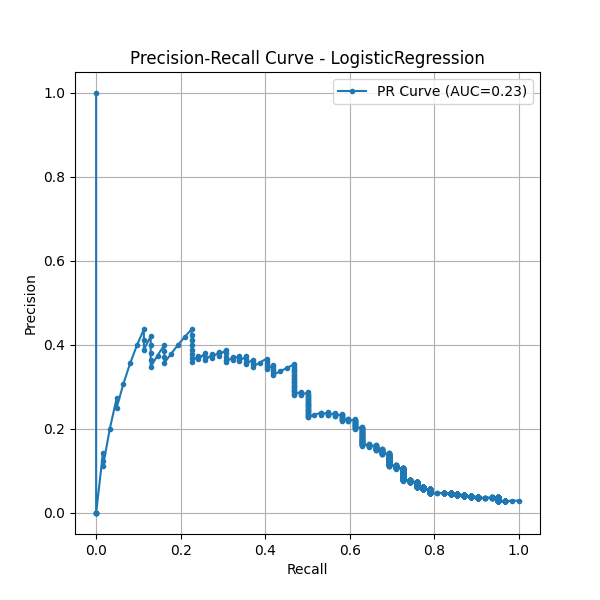 Precision-Recall Curve - LogisticRegression
PR Curve (AUC=0.23)
1.0
0.8
0.6
0.4
0.2
0.0
Precision
0.0 0.2 0.4 0.6 0.8 1.0
Recall